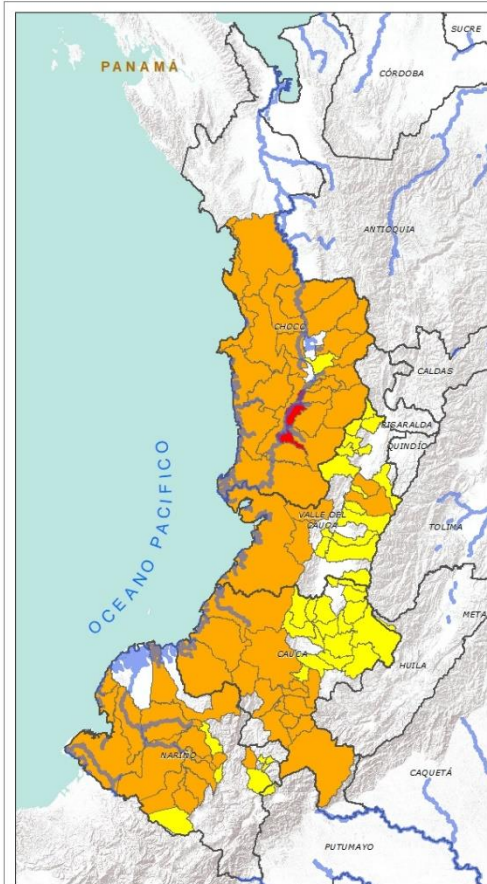 SUCRE
PANAMÁ
CÓRDOBA
ANTIOQUIA
CHOCÓ
CALDAS
RISARALDA
QUINDÍO
OCEANO PACÍFICO
VALLE DEL
CAUCA
TOLIMA
META
CAUCA
HUILA
NARIÑO
CAQUETÁ
PUTUMAYO